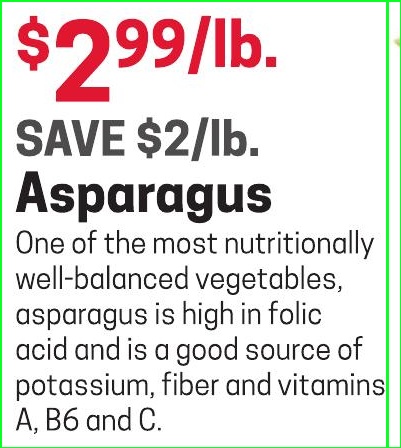 $2.99/lb.
SAVE $2/lb.
Asparagus
One of the most nutritionally
well-balanced vegetables,
asparagus is high in folic
acid and is a good source of
potassium, fiber and vitamins
A, B6 and C.